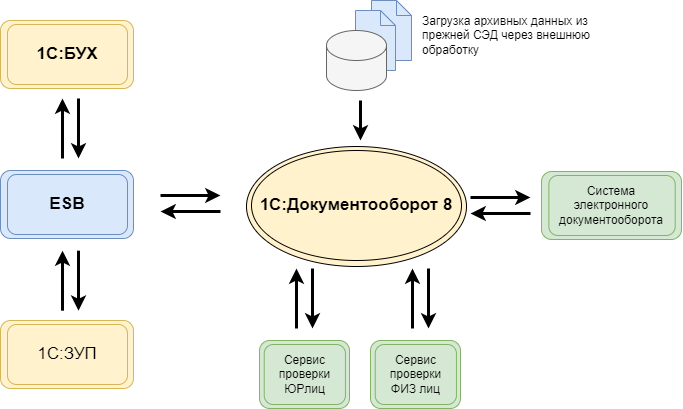 1С:БУХ
Загрузка архивных данных из
прежней СЭД через внешнюю
обработку
ESB
1С:Документооборот 8
Система
электронного
документооборота
1С:ЗУП
Сервис
проверки
ЮРлиц
Сервис
проверки
ФИЗ лиц